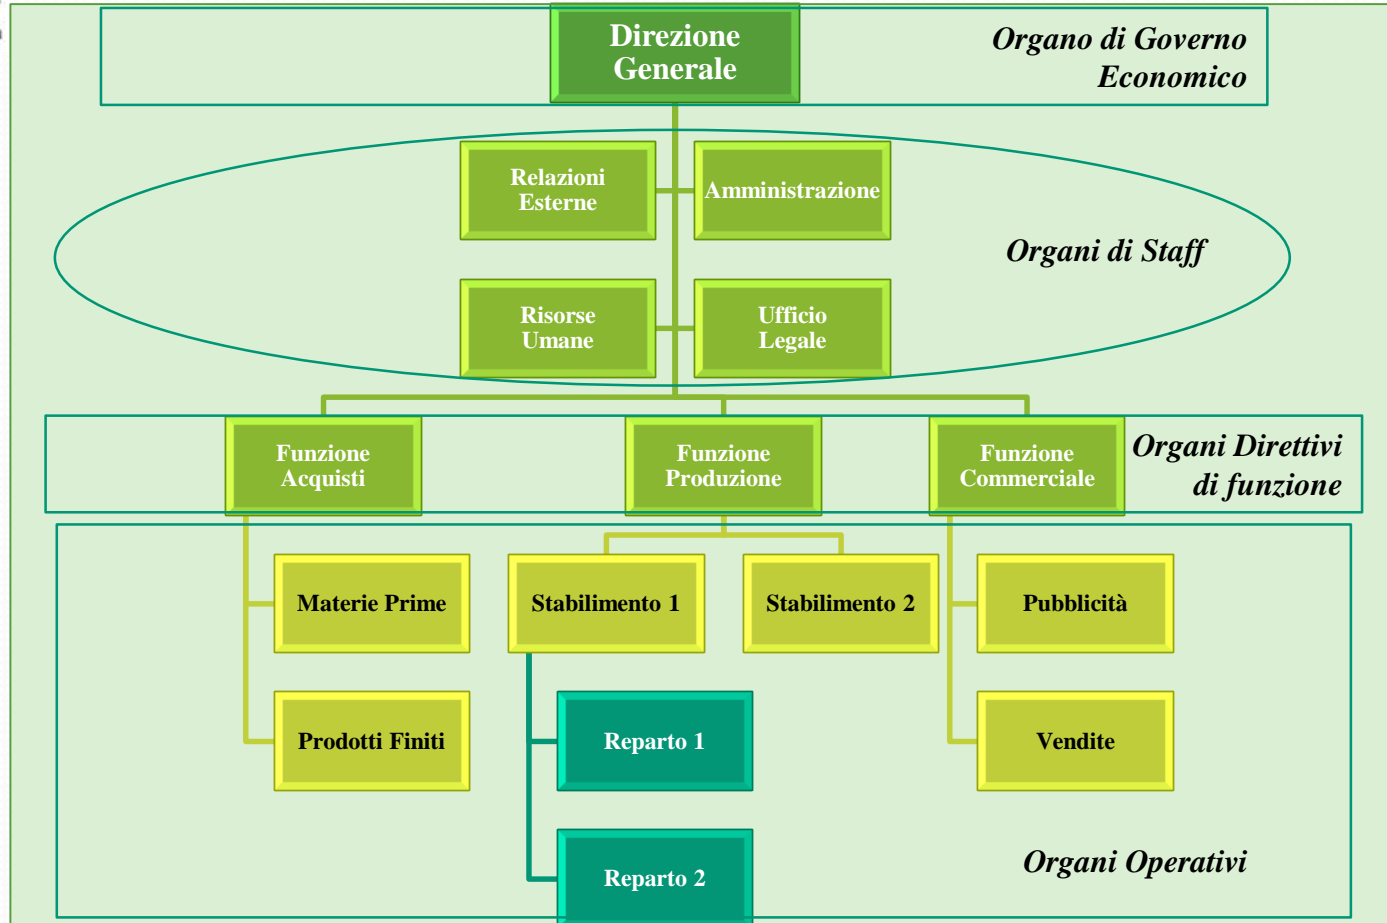 Direzione
Generale
Organo di Governo
Economico
Relazioni
Esterne
Amministrazione
Organi di Staff
Risorse
Umane
Ufficio
Legale
Funzione
Acquisti
Funzione
Produzione
Funzione
Commerciale
Organi Direttivi
di funzione
Materie Prime
Stabilimento 1
Stabilimento 2
Pubblicità
Prodotti Finiti
Reparto 1
Vendite
Reparto 2
Organi Operativi